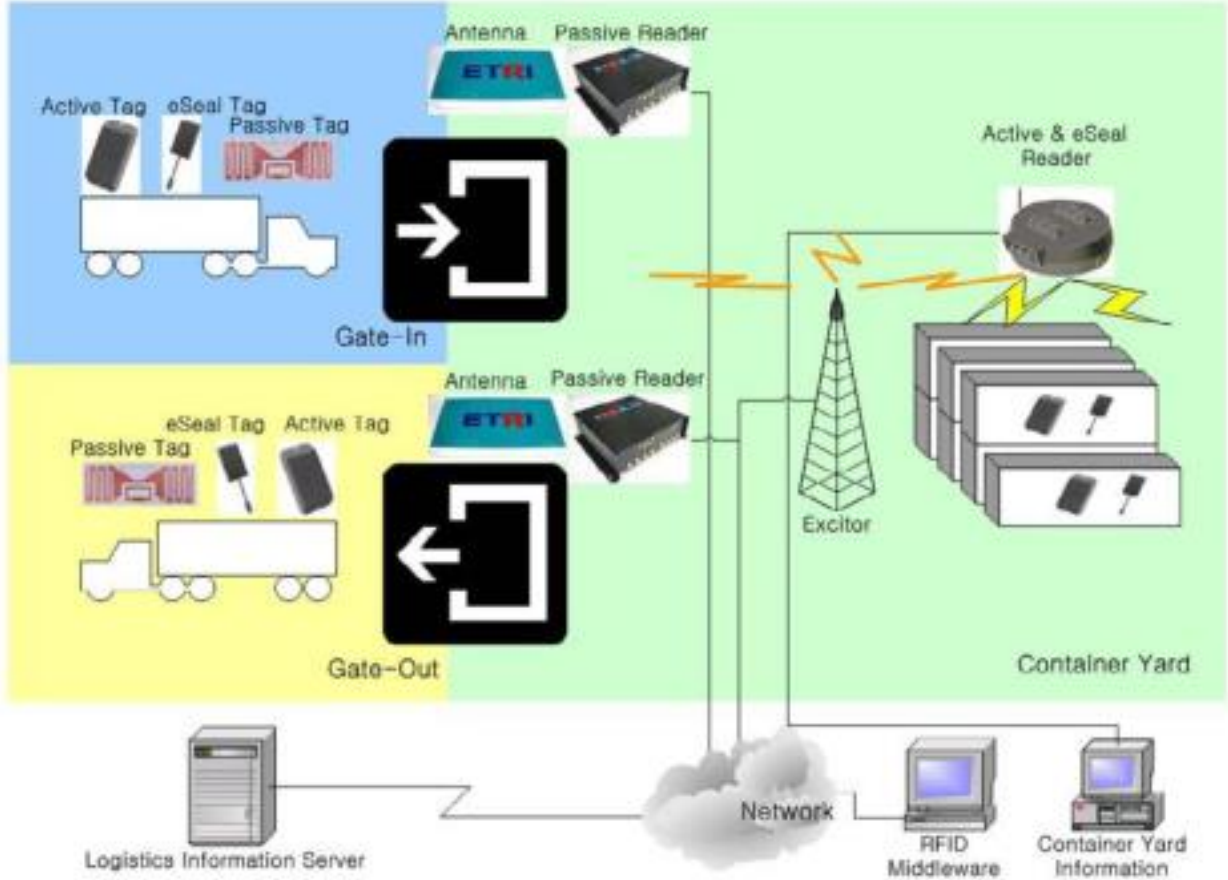 Antenna Passive Reader
ETRI
Active Tag eSeal Tag
Passive Tag
Active & eSeal
Reader
Gate-In
Antenna Passive Reader
ETRI
eSeal Tag Active Tag
Passive Tag
Excitor
Gate-Out
Container Yard
Network
Logistics Information Server
RFID
Middleware
Container Yard
Information